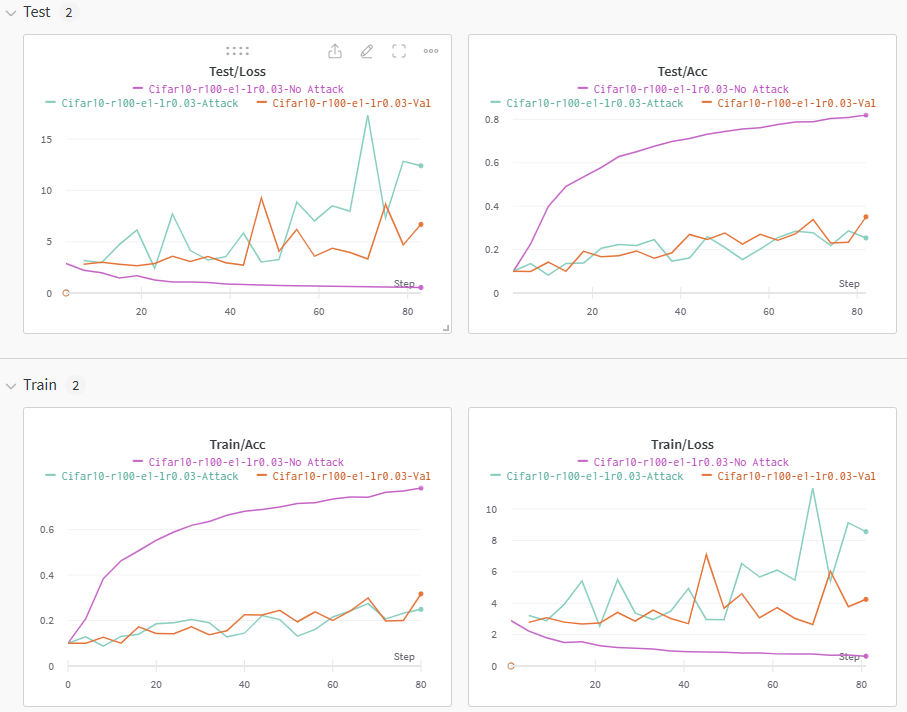 Test 2
Test/Loss
Cifar10-r100-e1-lr0.03-No Attack
Cifar10-r100-e1-lr0.03-Attack Cifar10-r100-e1-lr0.03-Val
15
10
5
0
Step
20 40 60 80
Test/Acc
Cifar10-r100-e1-lr0.03-No Attack
Cifar10-r100-e1-lr0.03-Attack Cifar10-r100-e1-lr0.03-Val
0.8
0.6
0.4
0.2
0
Step
20 40 60 80
Train 2
Train/Acc
Cifar10-r100-e1-lr0.03-No Attack
Cifar10-r100-e1-lr0.03-Attack Cifar10-r100-e1-lr0.03-Val
0.6
0.4
0.2
0
Step
0 20 40 60 80
Train/Loss
Cifar10-r100-e1-lr0.03-No Attack
Cifar10-r100-e1-lr0.03-Attack Cifar10-r100-e1-lr0.03-Val
10
8
6
4
2
0
Step
20 40 60 80